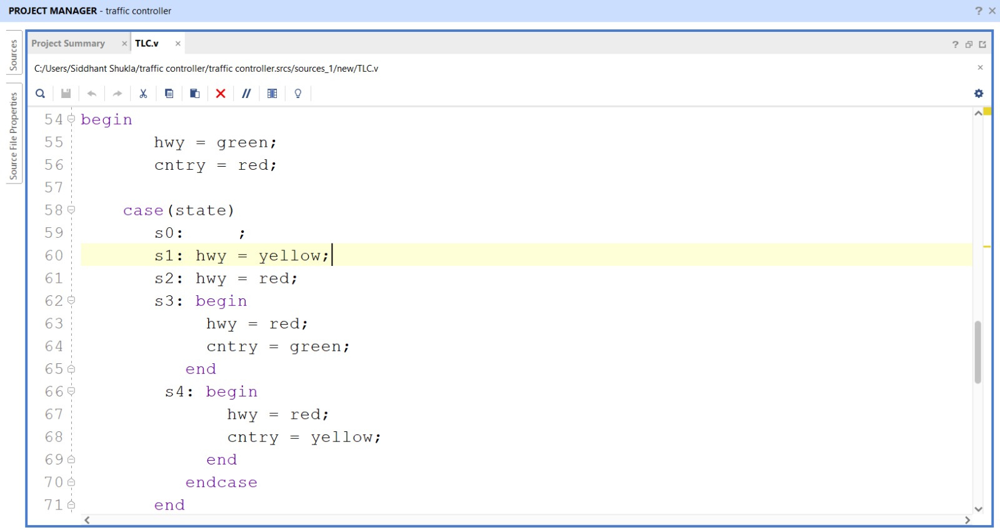 PROJECT MANAGER - traffic controller
Sources
Source File Properties
Project Summary
TLC.v
C:/Users/Siddhant Shukla/traffic controller/traffic controller.srcs/sources_1/new/TLC.v
54 begin
55 hwy = green;
56 cntry = red;
57
58 case(state)
59 s0: ;
60 s1: hwy = yellow;
61 s2: hwy = red;
62 s3: begin
63 hwy = red;
64 cntry = green;
65 end
66 s4: begin
67 hwy = red;
68 cntry = yellow;
69 end
70 endcase
71 end